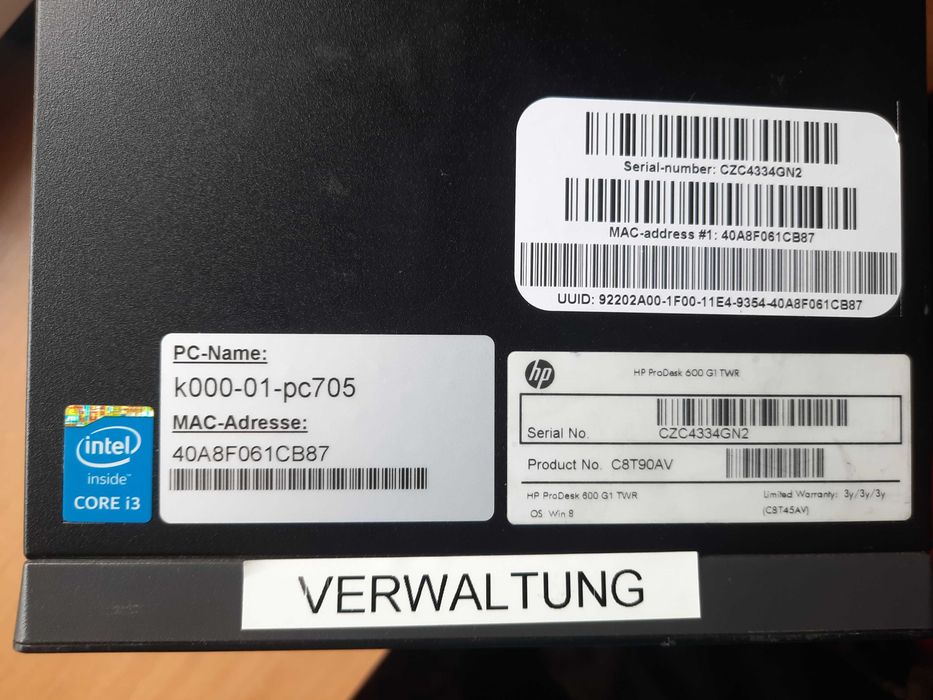 Serial-number: CZC4334GN2
MAC-address #1: 40A8F061CB87
UUID: 92202A00-1F00-11E4-9354-40A8F061CB87
PC-Name:
k000-01-pc705
MAC-Adresse:
40A8F061CB87
intel
inside™
CORE i3
hp
HP ProDesk 600 G1 TWR
Serial No.
CZC4334GN2
Product No. C8T90AV
HP ProDesk 600 G1 TWR
Limited Warranty: 3y/3y/3y
OS: Win 8
(C8T45AV)
VERWALTUNG